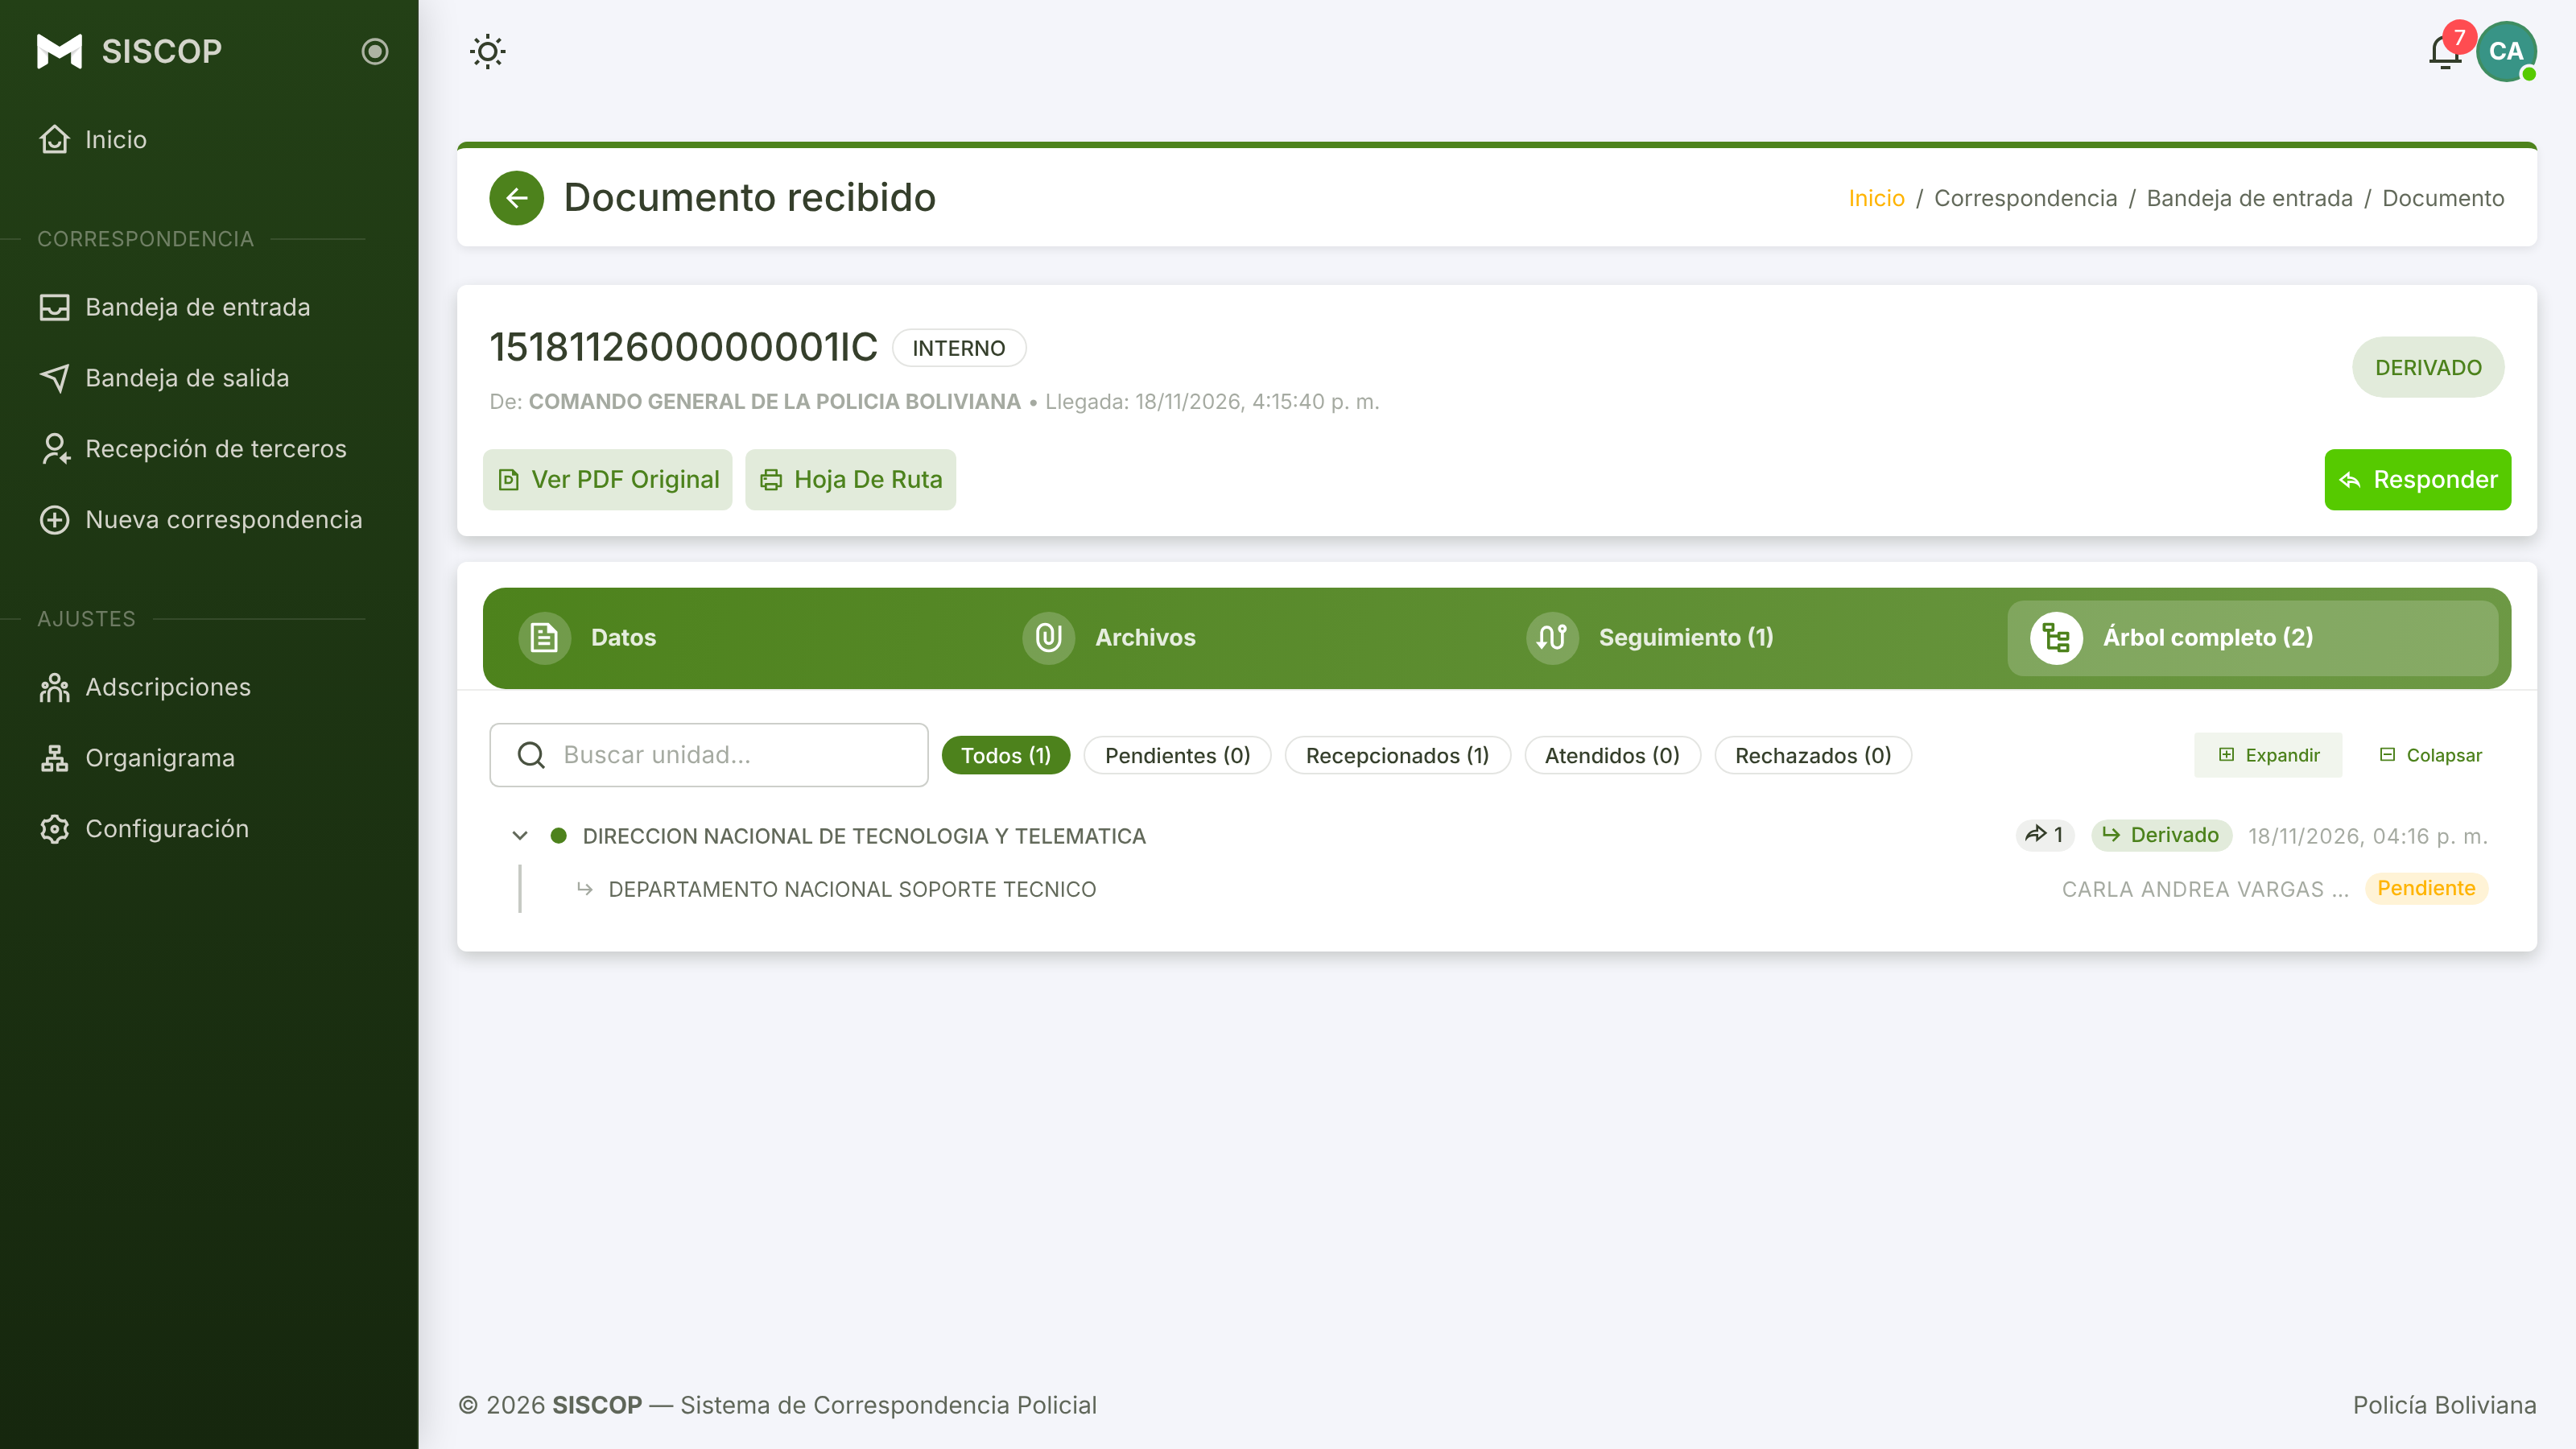 SISCOP
Inicio
CORRESPONDENCIA
Bandeja de entrada
Bandeja de salida
Recepción de terceros
Nueva correspondencia
AJUSTES
Adscripciones
Organigrama
Configuración
7
CA
Documento recibido
Inicio / Correspondencia / Bandeja de entrada / Documento
1518112600000001IC INTERNO
De: COMANDO GENERAL DE LA POLICIA BOLIVIANA • Llegada: 18/11/2026, 4:15:40 p. m.
DERIVADO
Ver PDF Original Hoja De Ruta Responder
Datos Archivos Seguimiento (1) Árbol completo (2)
Buscar unidad... Todos (1) Pendientes (0) Recepcionados (1) Atendidos (0) Rechazados (0) Expandir Colapsar
DIRECCION NACIONAL DE TECNOLOGIA Y TELEMATICA 1 Derivado 18/11/2026, 04:16 p. m.
DEPARTAMENTO NACIONAL SOPORTE TECNICO CARLA ANDREA VARGAS ... Pendiente
© 2026 SISCOP — Sistema de Correspondencia Policial Policía Boliviana